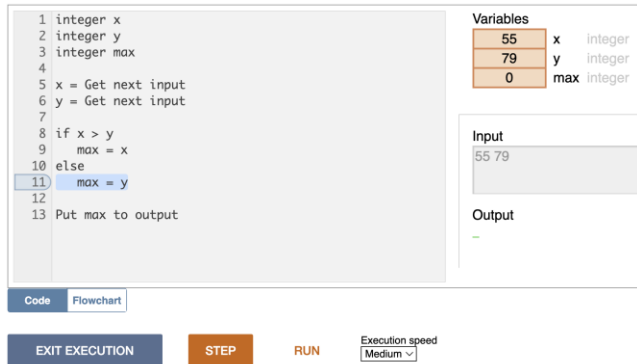 1 integer x
2 integer y
3 integer max
4
5 x = Get next input
6 y = Get next input
7
8 if x > y
9    max = x
10 else
11    max = y
12
13 Put max to output
Variables
55 x integer
79 y integer
0 max integer
Input
55 79
Output
_
Code Flowchart
EXIT EXECUTION STEP RUN
Execution speed
Medium